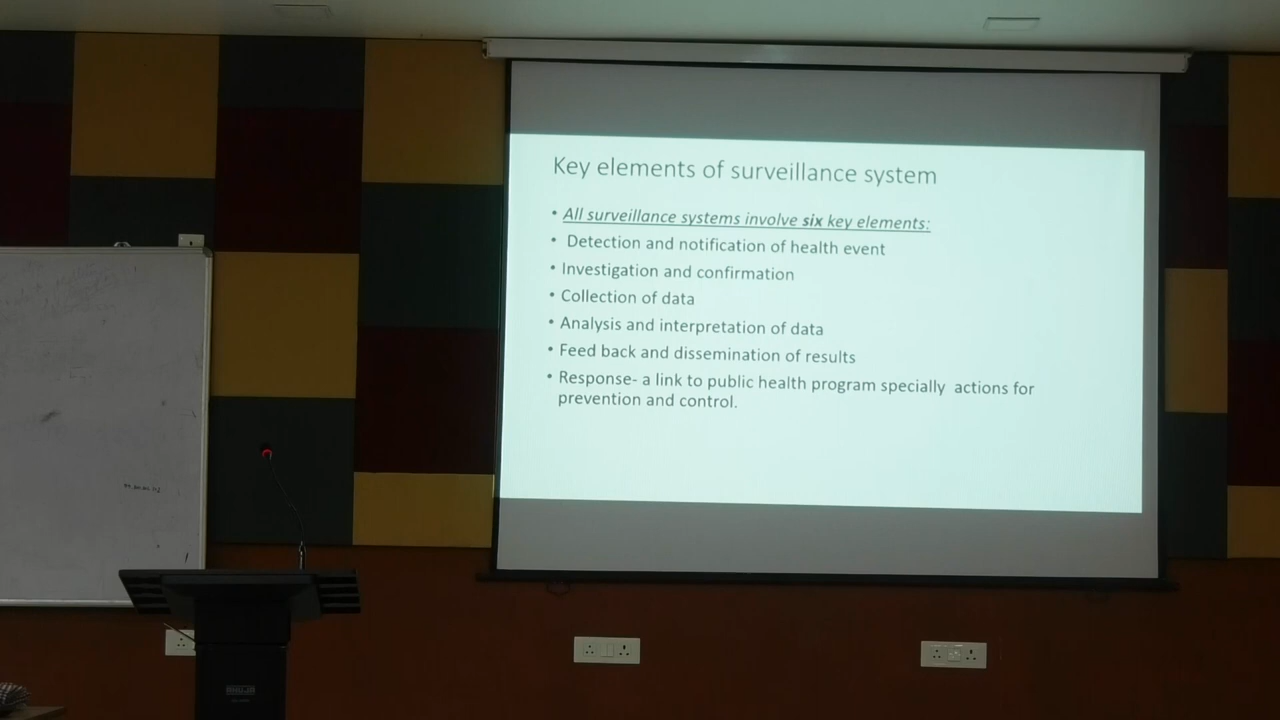 Key elements of surveillance system
• All surveillance systems involve six key elements:
• Detection and notification of health event
• Investigation and confirmation
• Collection of data
• Analysis and interpretation of data
• Feed back and dissemination of results
• Response- a link to public health program specially  actions for
prevention and control.